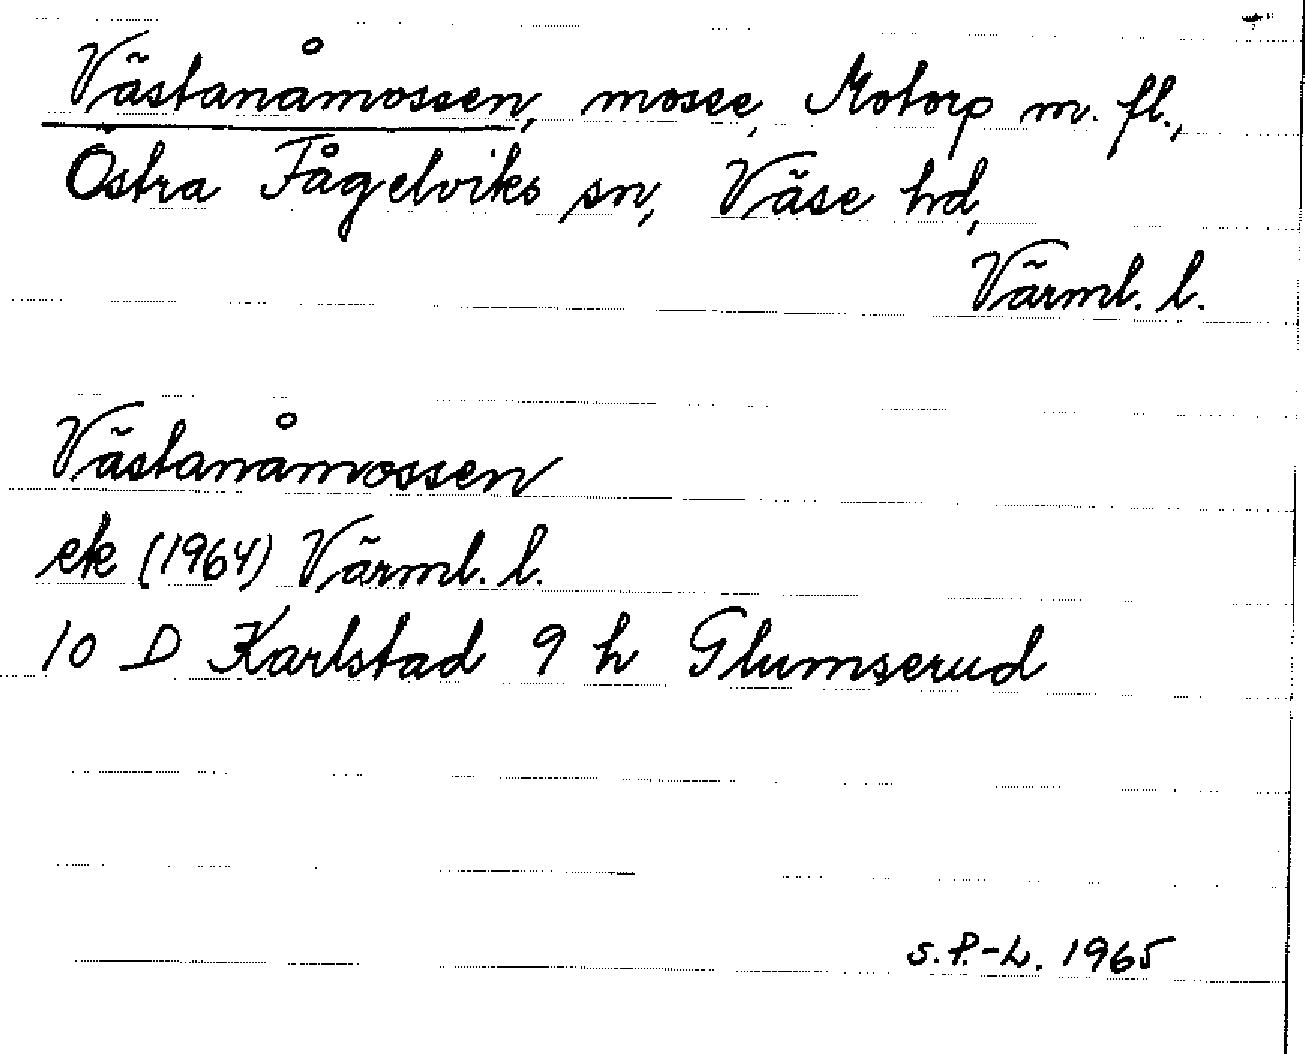 Västanåmossen, mosse, Motorp m. fl.,
Östra Fågelviks sn, Väse hd,
Värml. l.
Västanåmossen
ek (1964) Värml. l.
10 D Karlstad 9 h Glumserud
S.P.-L. 1965